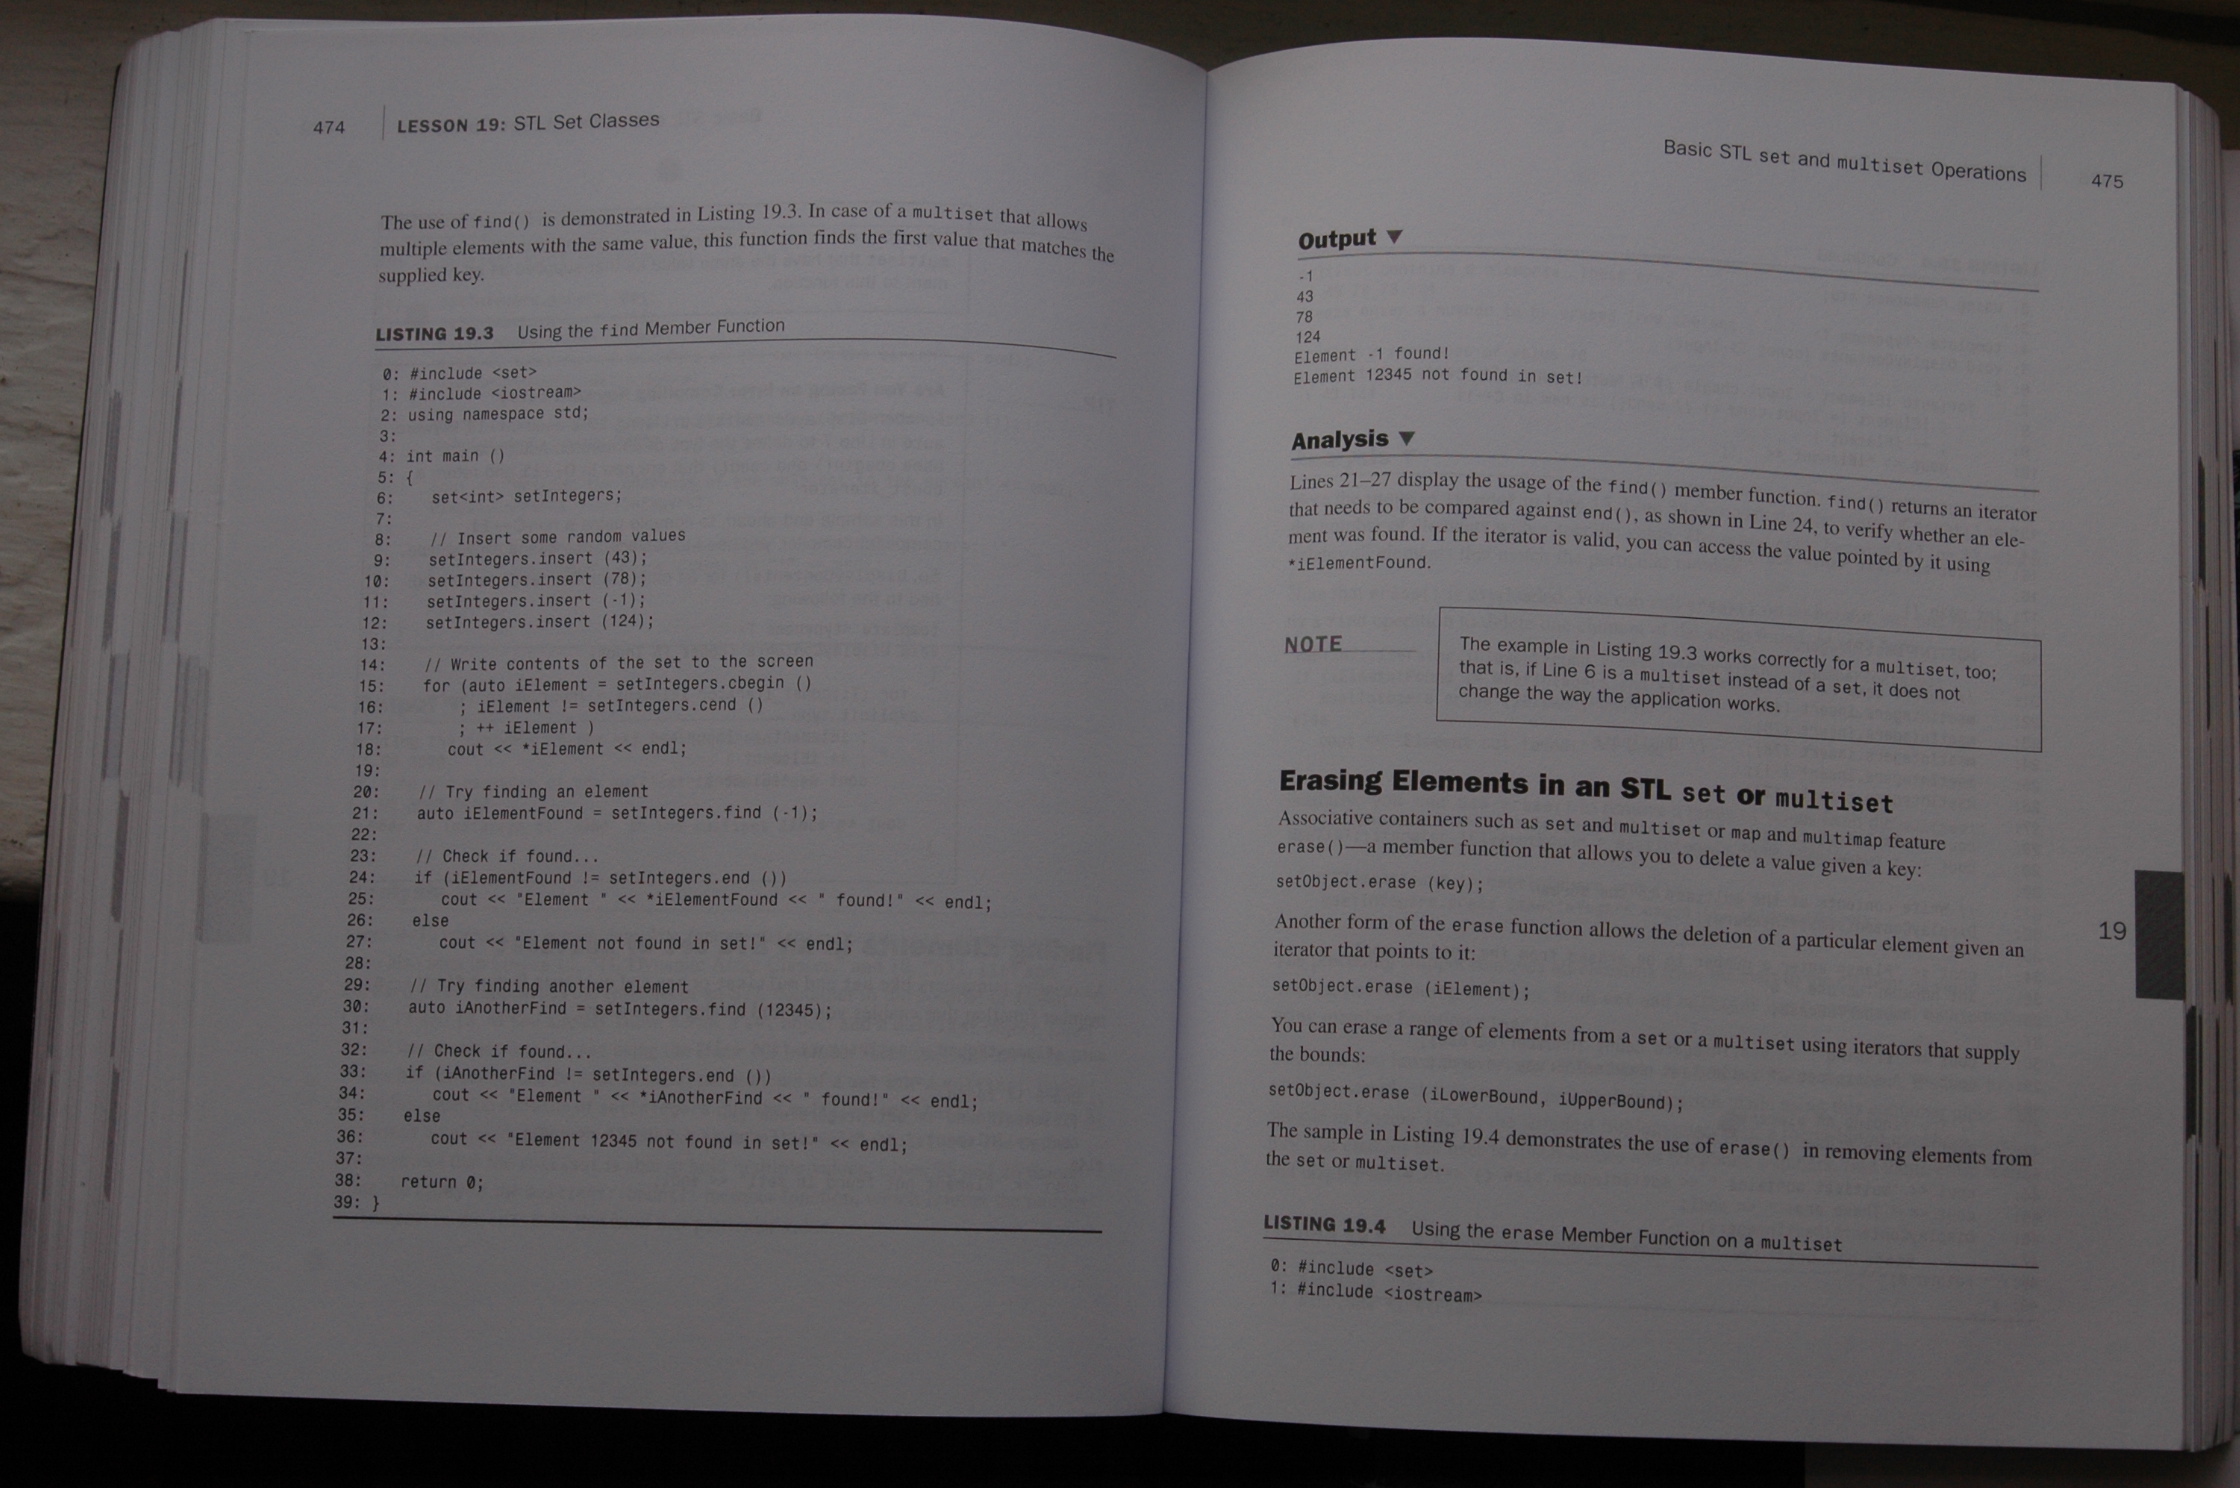 474 LESSON 19: STL Set Classes
The use of find() is demonstrated in Listing 19.3. In case of a multiset that allows
multiple elements with the same value, this function finds the first value that matches the
supplied key.
LISTING 19.3 Using the find Member Function
0: #include <set>
1: #include <iostream>
2: using namespace std;
3:
4: int main ()
5: {
6: set<int> setIntegers;
7:
8: // Insert some random values
9: setIntegers.insert (43);
10: setIntegers.insert (78);
11: setIntegers.insert (-1);
12: setIntegers.insert (124);
13:
14: // Write contents of the set to the screen
15: for (auto iElement = setIntegers.cbegin ()
16: ; iElement != setIntegers.cend ()
17: ; ++ iElement )
18: cout << *iElement << endl;
19:
20: // Try finding an element
21: auto iElementFound = setIntegers.find (-1);
22:
23: // Check if found...
24: if (iElementFound != setIntegers.end ())
25: cout << "Element " << *iElementFound << " found!" << endl;
26: else
27: cout << "Element not found in set!" << endl;
28:
29: // Try finding another element
30: auto iAnotherFind = setIntegers.find (12345);
31:
32: // Check if found...
33: if (iAnotherFind != setIntegers.end ())
34: cout << "Element " << *iAnotherFind << " found!" << endl;
35: else
36: cout << "Element 12345 not found in set!" << endl;
37:
38: return 0;
39: }
Basic STL set and multiset Operations 475
Output ▼
-1
43
78
124
Element -1 found!
Element 12345 not found in set!
Analysis ▼
Lines 21–27 display the usage of the find() member function. find() returns an iterator
that needs to be compared against end(), as shown in Line 24, to verify whether an ele-
ment was found. If the iterator is valid, you can access the value pointed by it using
*iElementFound.
NOTE
The example in Listing 19.3 works correctly for a multiset, too;
that is, if Line 6 is a multiset instead of a set, it does not
change the way the application works.
Erasing Elements in an STL set or multiset
Associative containers such as set and multiset or map and multimap feature
erase()—a member function that allows you to delete a value given a key:
setObject.erase (key);
Another form of the erase function allows the deletion of a particular element given an
iterator that points to it:
setObject.erase (iElement);
You can erase a range of elements from a set or a multiset using iterators that supply
the bounds:
setObject.erase (iLowerBound, iUpperBound);
The sample in Listing 19.4 demonstrates the use of erase() in removing elements from
the set or multiset.
LISTING 19.4 Using the erase Member Function on a multiset
0: #include <set>
1: #include <iostream>
19